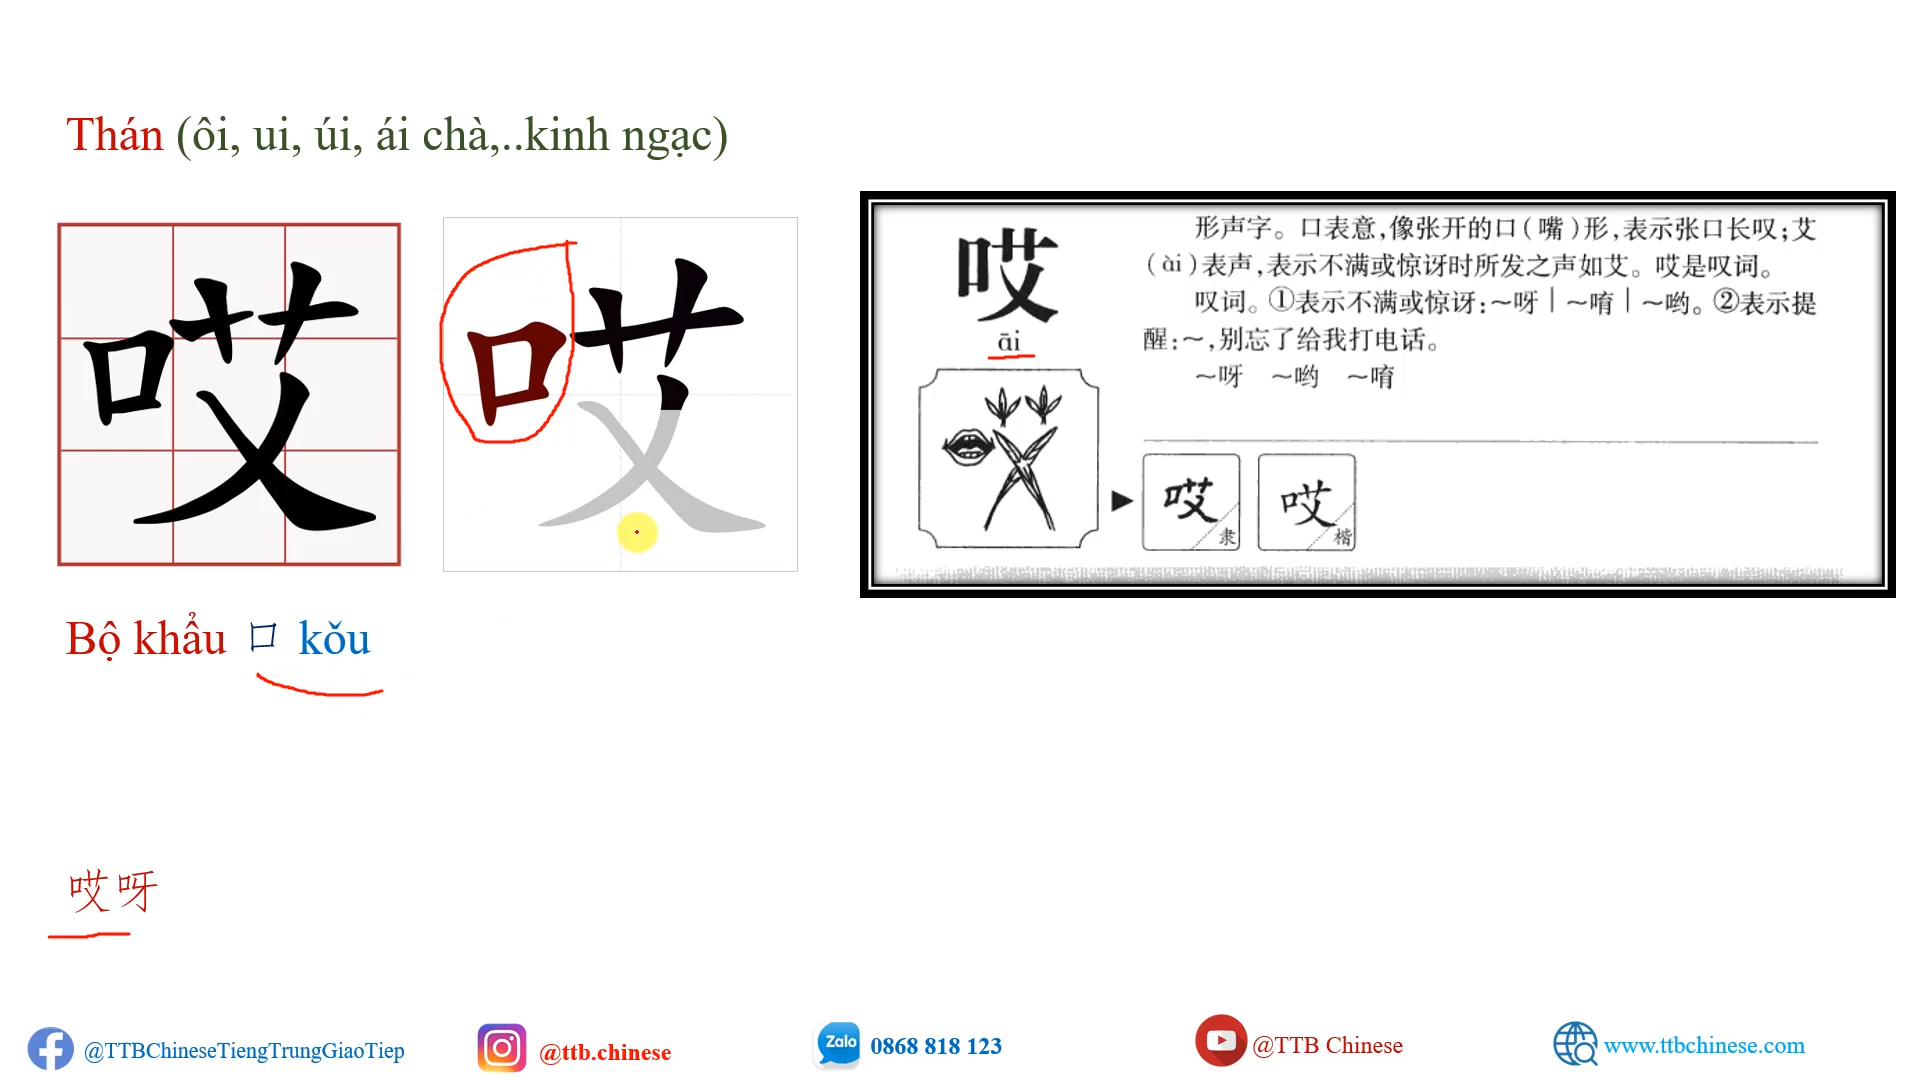 Thán (ôi, ui, úi, ái chà,..kinh ngạc)
哎
哎
Bộ khẩu 口 kǒu
哎呀
哎
āi
形声字。口表意,像张开的口(嘴)形,表示张口长叹;艾
(ài)表声,表示不满或惊讶时所发之声如艾。哎是叹词。
叹词。①表示不满或惊讶:～呀｜～唷｜～哟。②表示提
醒:～,别忘了给我打电话。
～呀 ～哟 ～唷
哎 隶
哎 楷
@TTBChineseTiengTrungGiaoTiep
@ttb.chinese
Zalo 0868 818 123
@TTB Chinese
www.ttbchinese.com